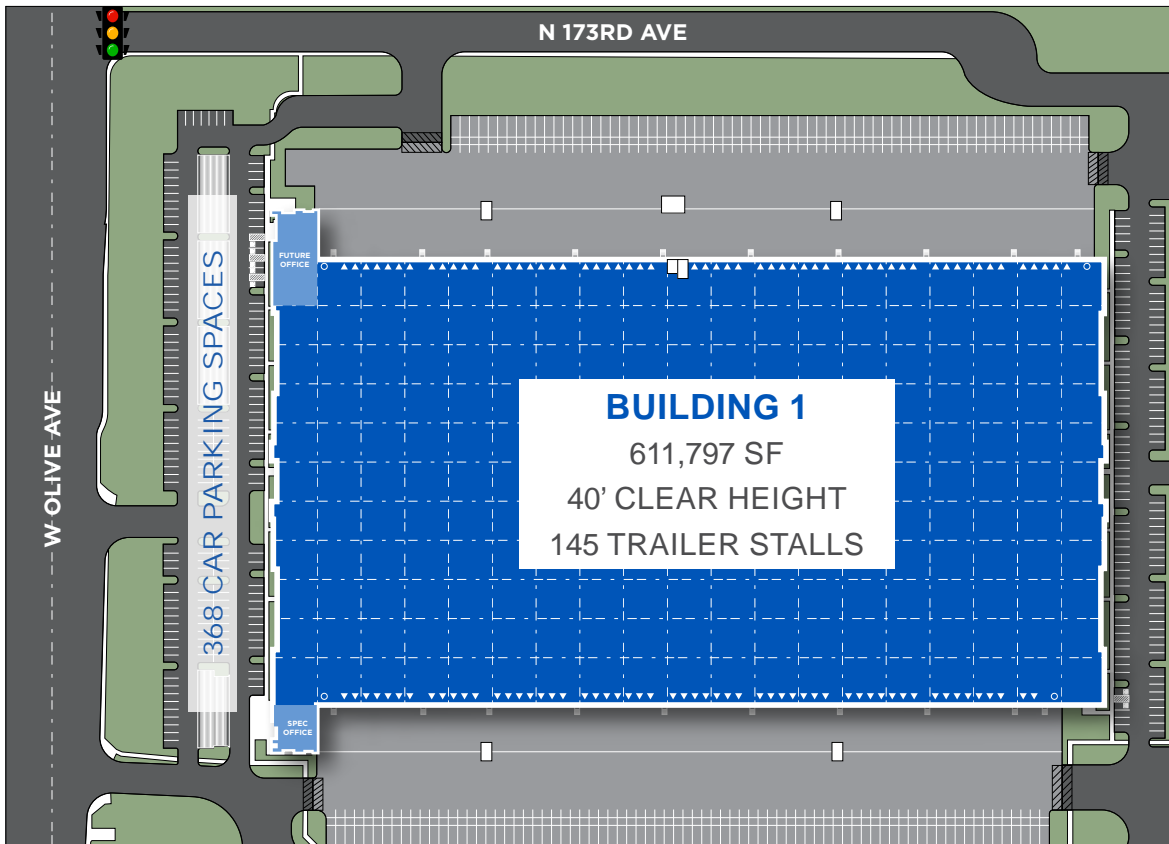 N 173RD AVE
FUTURE
OFFICE
368 CAR PARKING SPACES
W OLIVE AVE
BUILDING 1
611,797 SF
40’ CLEAR HEIGHT
145 TRAILER STALLS
SPEC
OFFICE